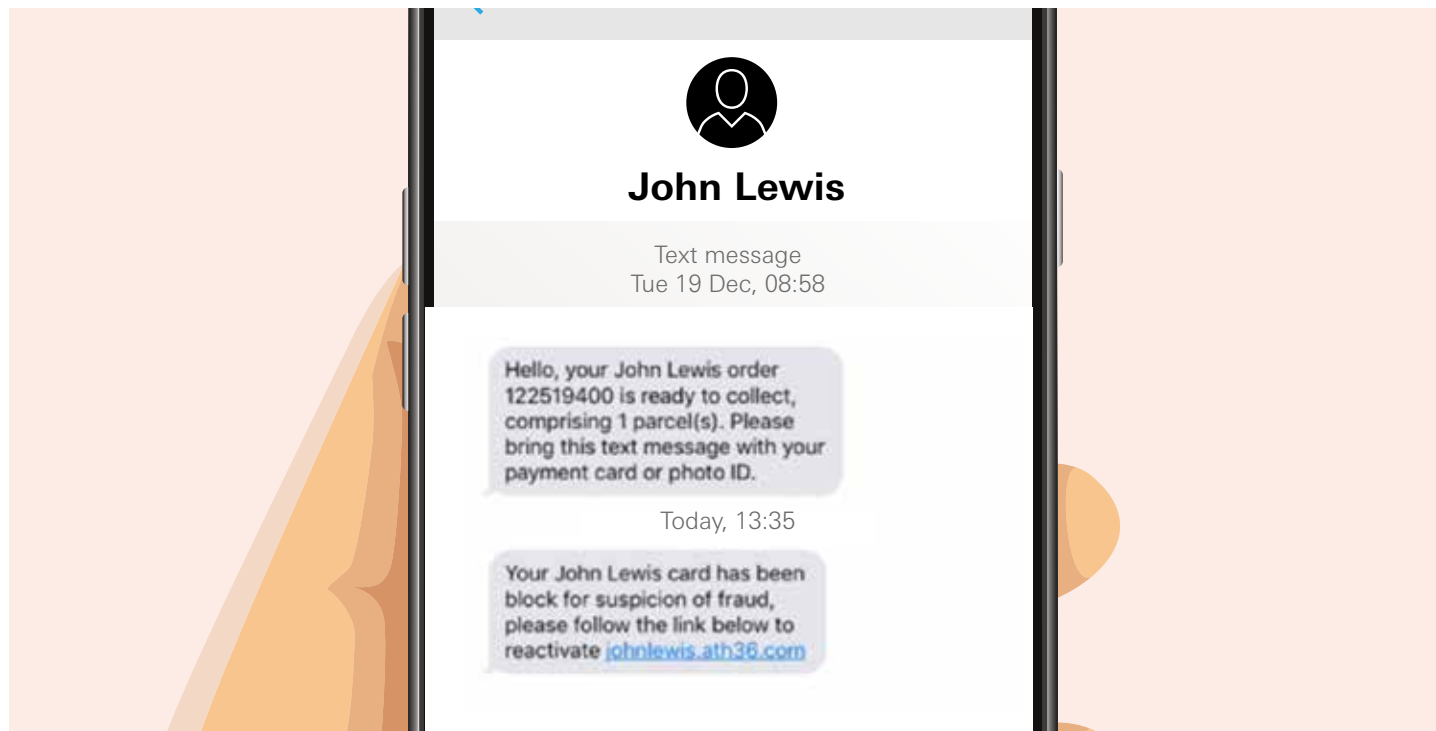 John Lewis
Text message
Tue 19 Dec, 08:58
Hello, your John Lewis order
122519400 is ready to collect,
comprising 1 parcel(s). Please
bring this text message with your
payment card or photo ID.
Today, 13:35
Your John Lewis card has been
block for suspicion of fraud,
please follow the link below to
reactivate johnlewis.ath36.com